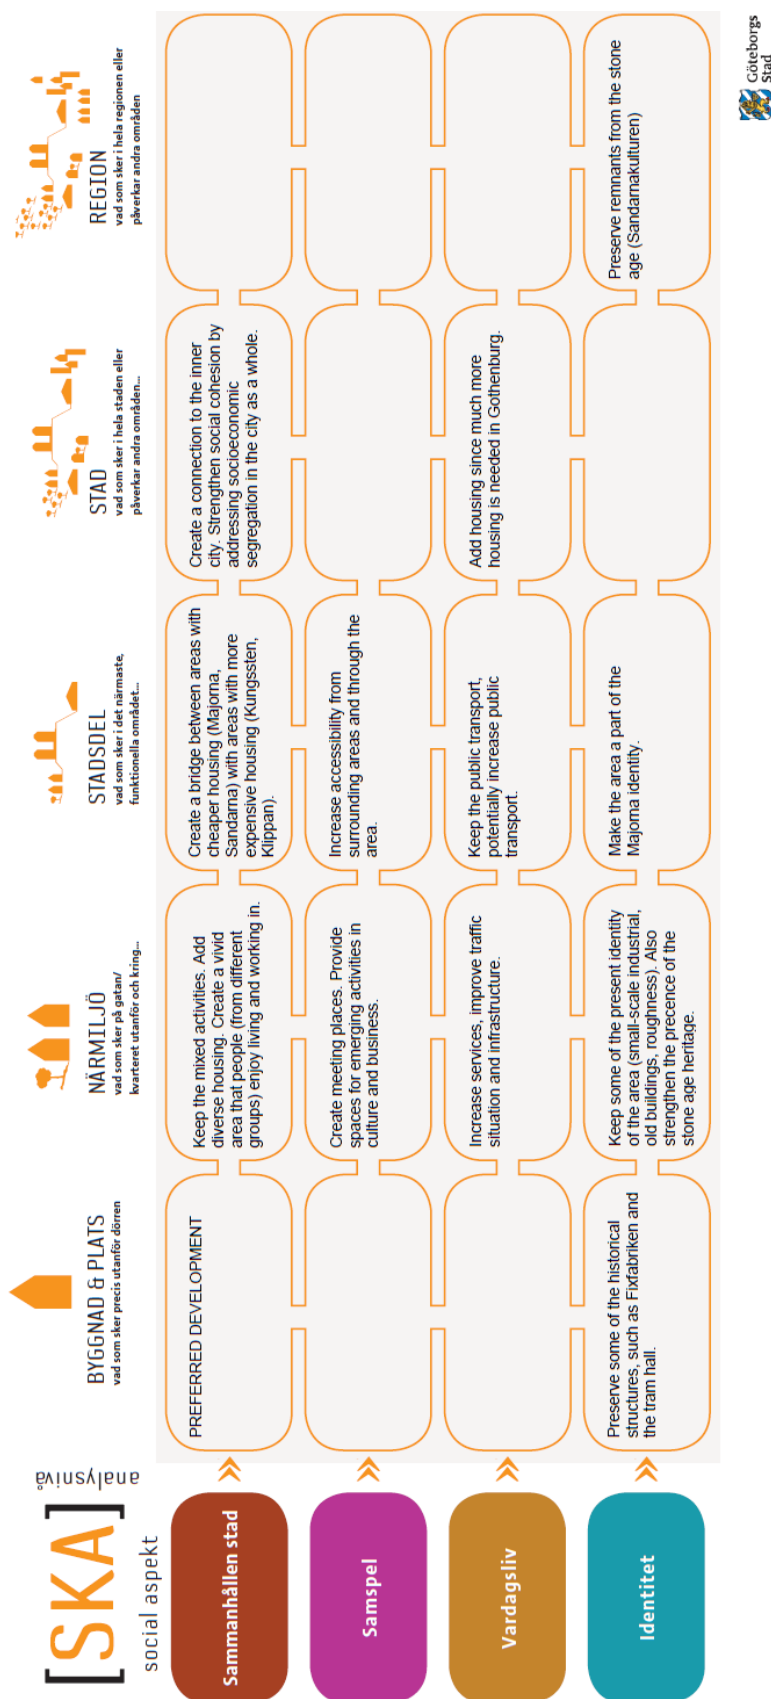 [SKA]
analysnivå
social aspekt
BYGGNAD & PLATS
vad som sker precis utanför dörren
NÄRMILJÖ
vad som sker på gatan/
kvarteret utanför och kring...
STADSDEL
vad som sker i det närmaste,
funktionella området...
STAD
vad som sker i hela staden eller
påverkar andra områden...
REGION
vad som sker i hela regionen eller
påverkar andra områden
Sammanhållen stad
PREFERRED DEVELOPMENT
Keep the mixed activities. Add
diverse housing. Create a vivid
area that people (from different
groups) enjoy living and working in.
Create a bridge between areas with
cheaper housing (Majorna,
Sandarna) with areas with more
expensive housing (Kungssten,
Klippan).
Create a connection to the inner
city. Strengthen social cohesion by
addressing socioeconomic
segregation in the city as a whole.
Samspel
Create meeting places. Provide
spaces for emerging activities in
culture and business.
Increase accessibility from
surrounding areas and through the
area.
Vardagsliv
Increase services, improve traffic
situation and infrastructure.
Keep the public transport,
potentially increase public
transport.
Add housing since much more
housing is needed in Gothenburg.
Identitet
Preserve some of the historical
structures, such as Fixfabriken and
the tram hall.
Keep some of the present identity
of the area (small-scale industrial,
old buildings, roughness). Also
strengthen the precence of the
stone age heritage.
Make the area a part of the
Majorna identity.
Preserve remnants from the stone
age (Sandarnakulturen)
Göteborgs
Stad